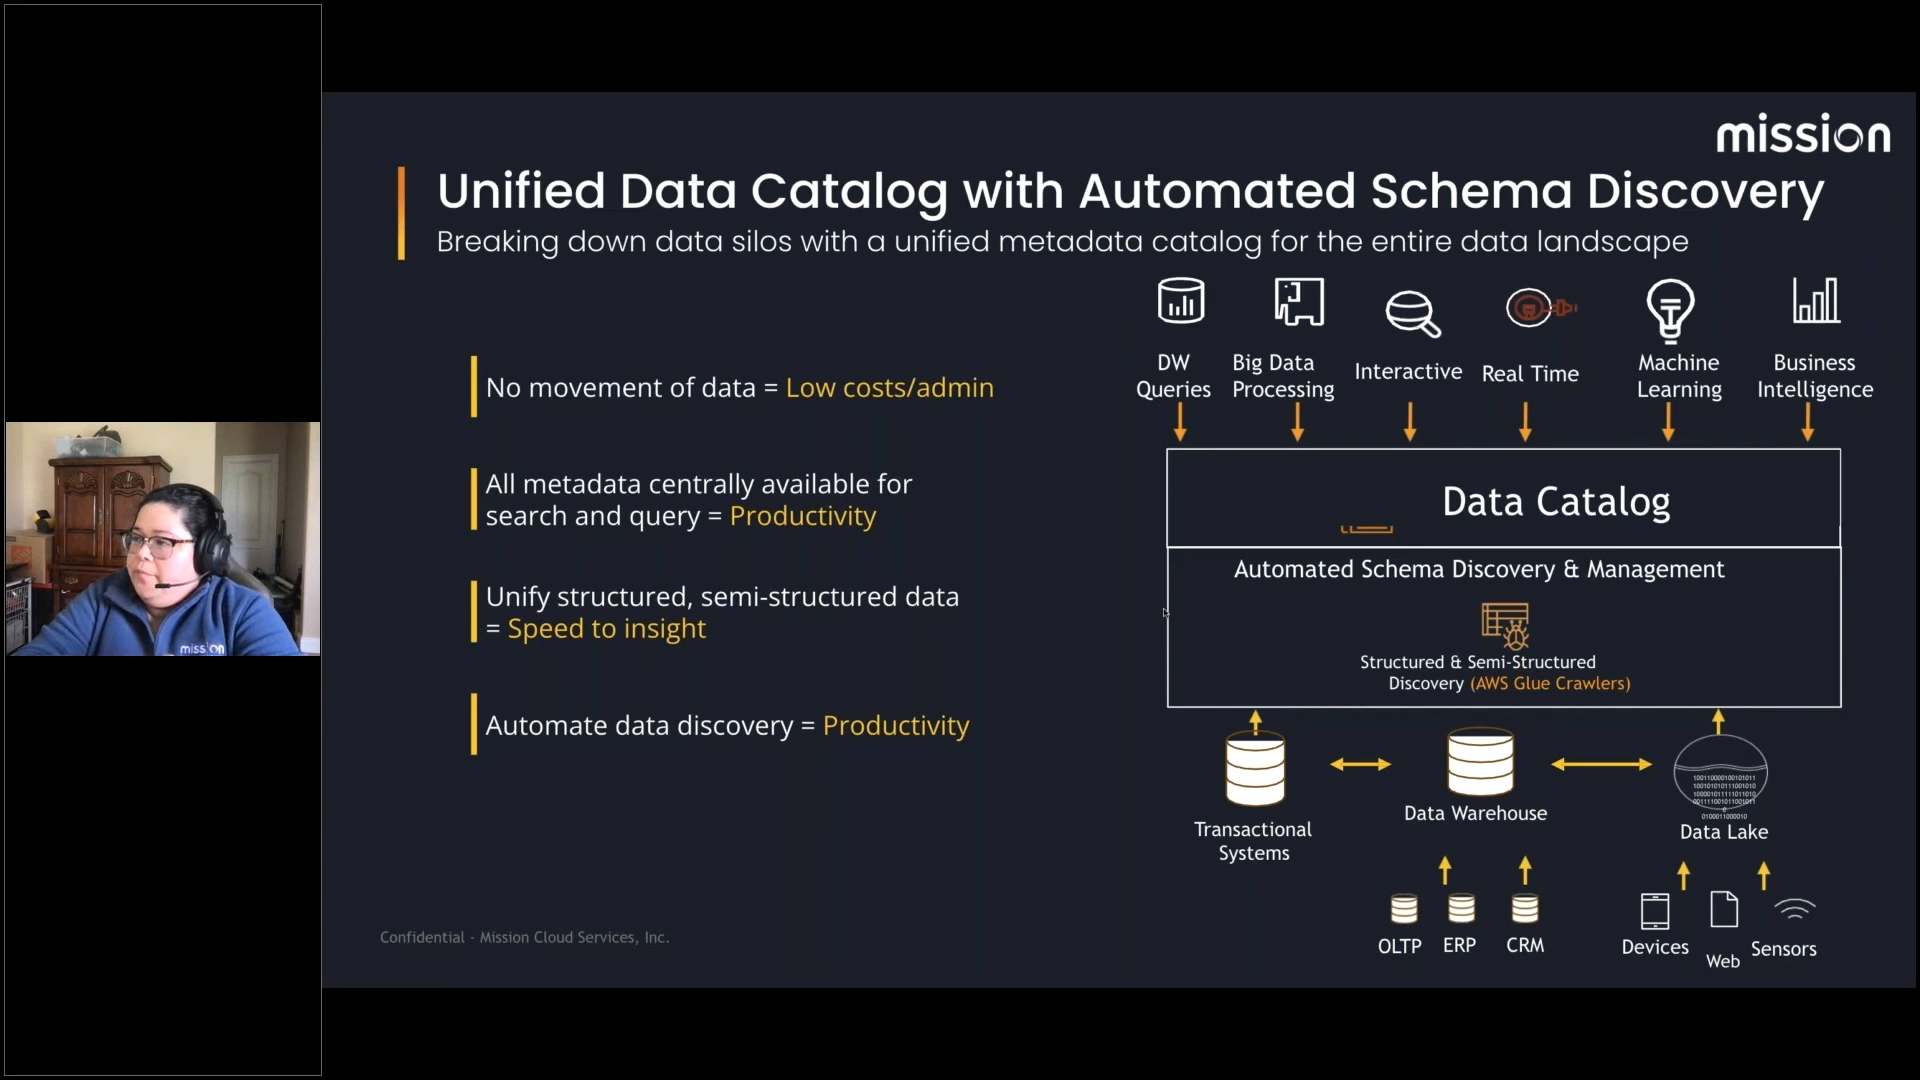 mission
Unified Data Catalog with Automated Schema Discovery
Breaking down data silos with a unified metadata catalog for the entire data landscape
No movement of data = Low costs/admin
All metadata centrally available for
search and query = Productivity
Unify structured, semi-structured data
= Speed to insight
Automate data discovery = Productivity
DW
Queries
Big Data
Processing
Interactive
Real Time
Machine
Learning
Business
Intelligence
Data Catalog
Automated Schema Discovery & Management
Structured & Semi-Structured
Discovery (AWS Glue Crawlers)
Transactional
Systems
Data Warehouse
Data Lake
OLTP
ERP
CRM
Devices
Web
Sensors
Confidential - Mission Cloud Services, Inc.
mission